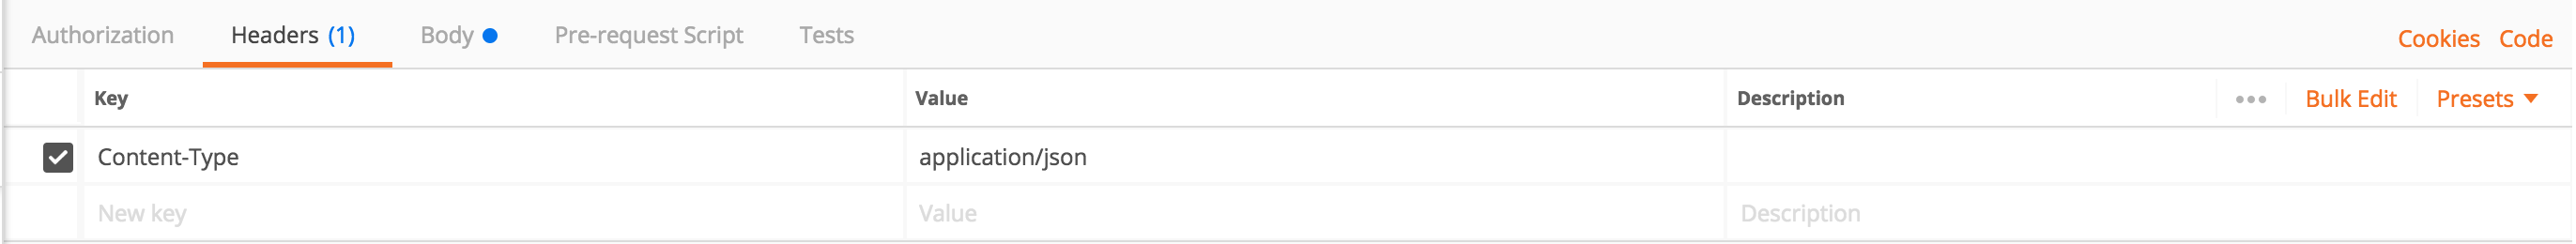 Authorization Headers (1) Body Pre-request Script Tests Cookies Code
Key Value Description ••• Bulk Edit Presets
Content-Type application/json
New key Value Description